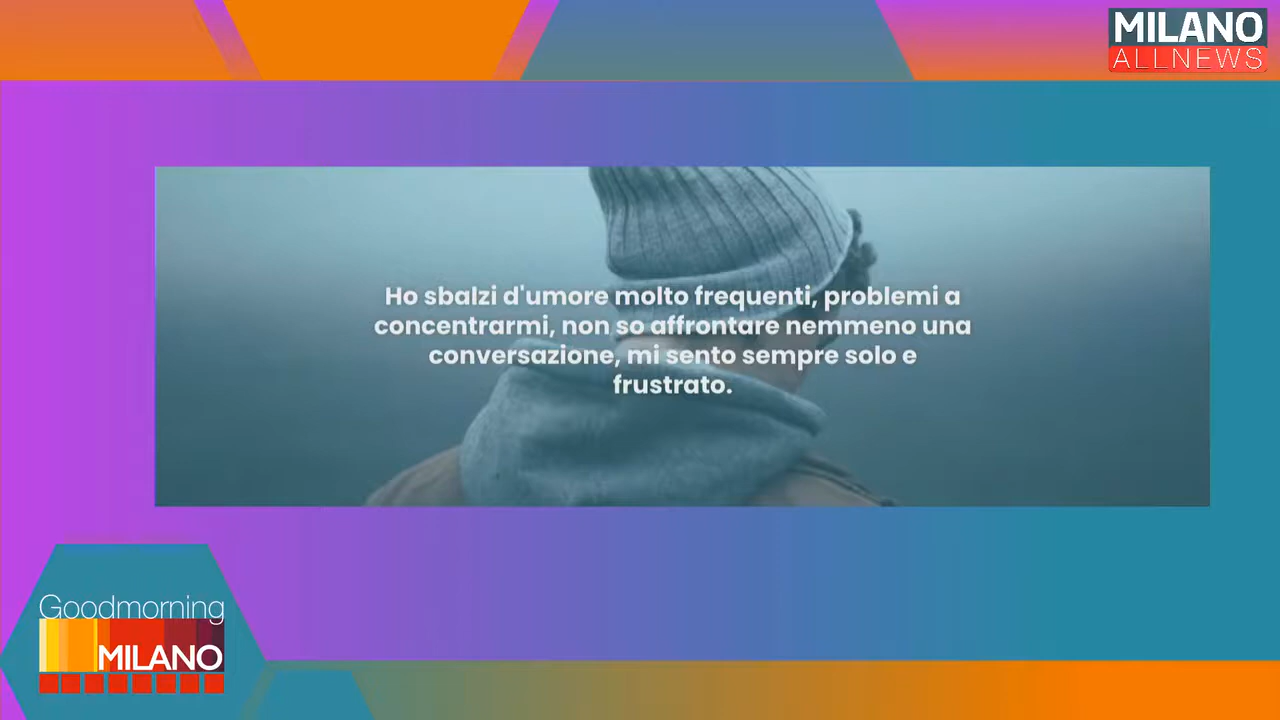 MILANO
ALLNEWS
Ho sbalzi d'umore molto frequenti, problemi a
concentrarmi, non so affrontare nemmeno una
conversazione, mi sento sempre solo e
frustrato.
Goodmorning
MILANO